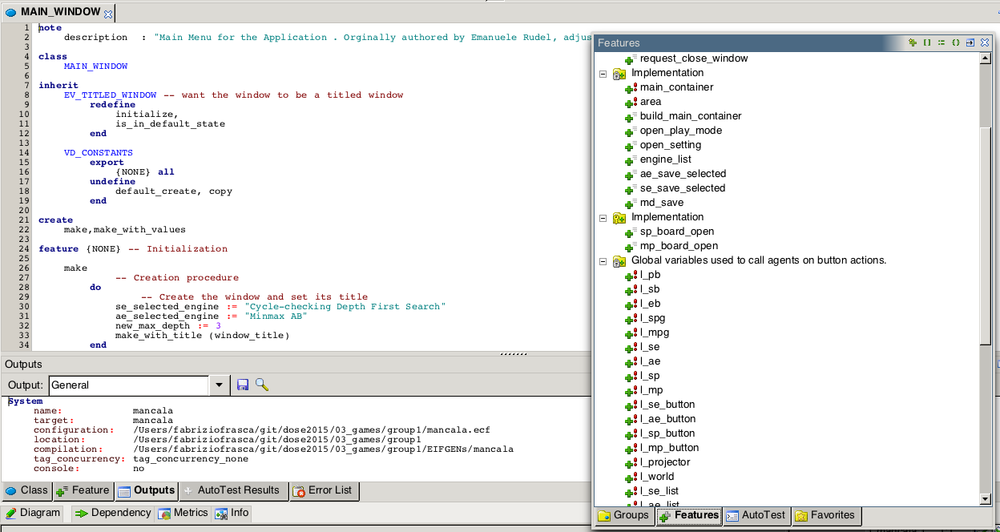 MAIN_WINDOW
1 note
2 description : "Main Menu for the Application . Orginally authored by Emanuele Rudel, adjus
3
4 class
5 MAIN_WINDOW
6
7 inherit
8 EV_TITLED_WINDOW -- want the window to be a titled window
9 redefine
10 initialize,
11 is_in_default_state
12 end
13
14 VD_CONSTANTS
15 export
16 {NONE} all
17 undefine
18 default_create, copy
19 end
20
21 create
22 make,make_with_values
23
24 feature {NONE} -- Initialization
25
26 make
27 -- Creation procedure
28 do
29 -- Create the window and set its title
30 se_selected_engine := "Cycle-checking Depth First Search"
31 ae_selected_engine := "Minmax AB"
32 new_max_depth := 3
33 make_with_title (window_title)
34 end
Outputs
Output: General
System
name: mancala
target: mancala
configuration: /Users/fabriziofrasca/git/dose2015/03_games/group1/mancala.ecf
location: /Users/fabriziofrasca/git/dose2015/03_games/group1
compilation: /Users/fabriziofrasca/git/dose2015/03_games/group1/EIFGENs/mancala
tag_concurrency: tag_concurrency_none
console: no
Class Feature Outputs AutoTest Results Error List
Diagram Dependency Metrics Info
Features
request_close_window
Implementation
main_container
area
build_main_container
open_play_mode
open_setting
engine_list
ae_save_selected
se_save_selected
md_save
Implementation
sp_board_open
mp_board_open
Global variables used to call agents on button actions.
l_pb
l_sb
l_eb
l_spg
l_mpg
l_se
l_ae
l_sp
l_mp
l_se_button
l_ae_button
l_sp_button
l_mp_button
l_projector
l_world
l_se_list
l_ae_list
Groups Features AutoTest Favorites